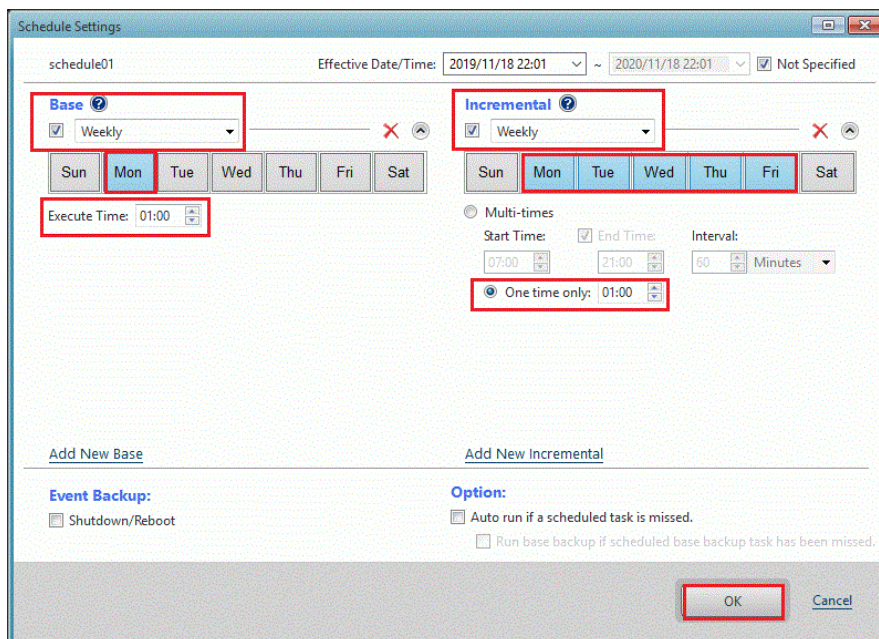 Schedule Settings
schedule01 Effective Date/Time: 2019/11/18 22:01 ~ 2020/11/18 22:01 Not Specified
Base ? Incremental ?
Weekly Weekly
Sun Mon Tue Wed Thu Fri Sat Sun Mon Tue Wed Thu Fri Sat
Execute Time: 01:00 Multi-times
Start Time: End Time: Interval:
07:00 21:00 60 Minutes
One time only: 01:00
Add New Base Add New Incremental
Event Backup: Option:
Shutdown/Reboot Auto run if a scheduled task is missed.
Run base backup if scheduled base backup task has been missed.
OK Cancel